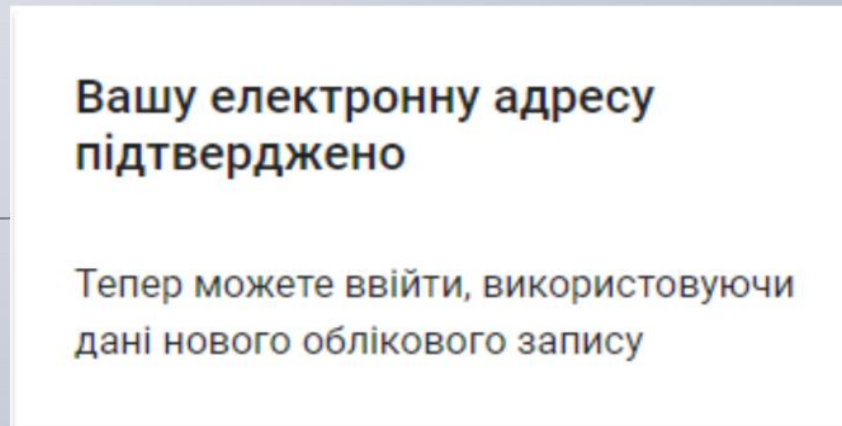 Вашу електронну адресу
підтверджено
Тепер можете ввійти, використовуючи
дані нового облікового запису